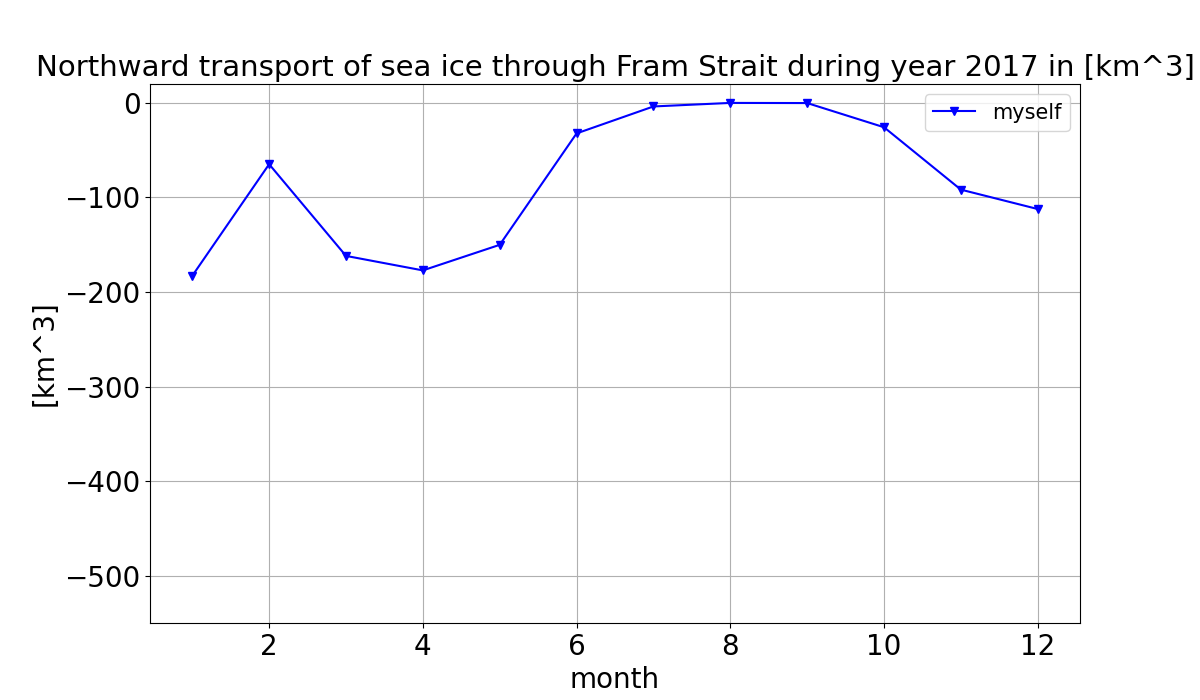 Northward transport of sea ice through Fram Strait during year 2017 in [km^3]
myself
0
−100
−200
−300
−400
−500
[km^3]
2 4 6 8 10 12
month